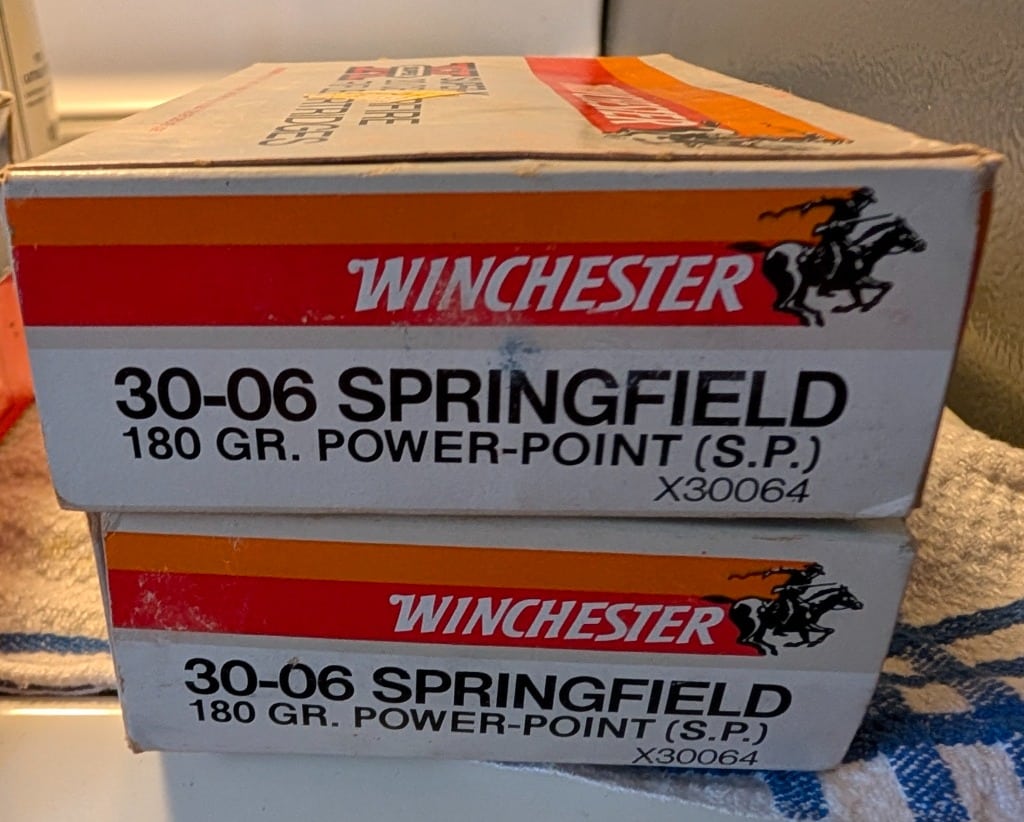 WINCHESTER
30-06 SPRINGFIELD
180 GR. POWER-POINT (S.P.)
X30064
WINCHESTER
30-06 SPRINGFIELD
180 GR. POWER-POINT (S.P.)
X30064